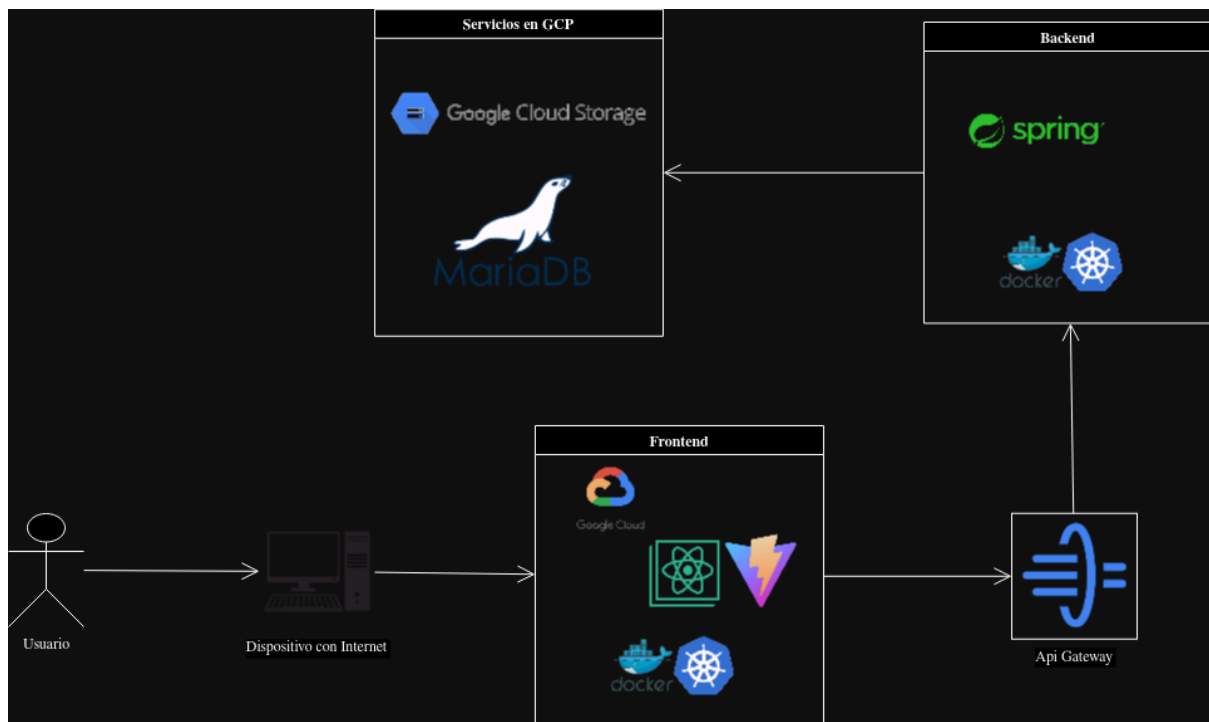 Servicios en GCP
Google Cloud Storage
MariaDB
Backend
spring
docker
Frontend
Google Cloud
docker
Usuario
Dispositivo con Internet
Api Gateway